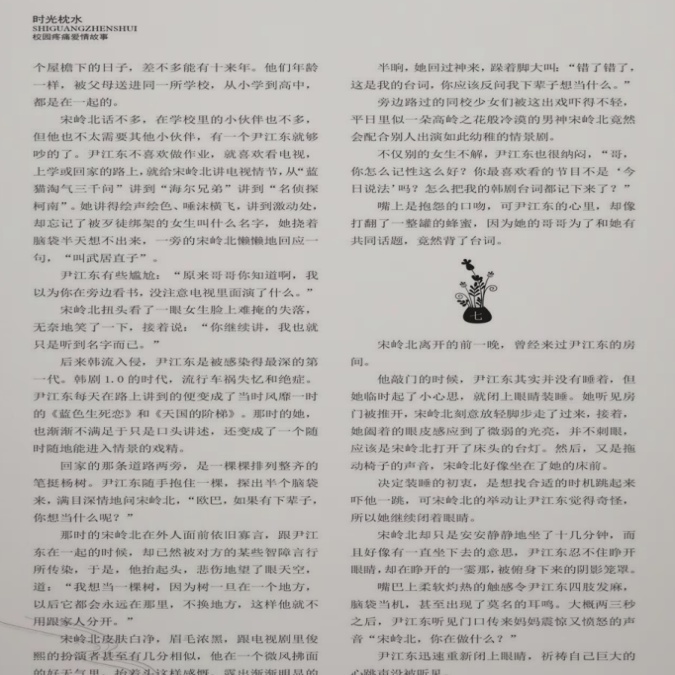 时光枕水
SHIGUANGZHENSHUI
校园疼痛爱情故事
个屋檐下的日子，差不多能有十来年。他们年龄
一样，被父母送进同一所学校，从小学到高中，
都是在一起的。
宋岭北话不多，在学校里的小伙伴也不多，
但他也不太需要其他小伙伴，有一个尹江东就够
吵的了。尹江东不喜欢做作业，就喜欢看电视，
上学或回家的路上，就给宋岭北讲电视情节，从“蓝
猫淘气三千问”讲到“海尔兄弟”讲到“名侦探
柯南”。她讲得绘声绘色、唾沫横飞，讲到激动处，
却忘记了被歹徒绑架的女生叫什么名字，她挠着
脑袋半天想不出来，一旁的宋岭北懒懒地回应一
句，“叫武居直子”。
尹江东有些尴尬：“原来哥哥你知道啊，我
以为你在旁边看书，没注意电视里面演了什么。”
宋岭北扭头看了一眼女生脸上难掩的失落，
无奈地笑了一下，接着说：“你继续讲，我也就
只是听到名字而已。”
后来韩流入侵，尹江东是被感染得最深的第
一代。韩剧 1.0 的时代，流行车祸失忆和绝症。
尹江东每天在路上讲到的便变成了当时风靡一时
的《蓝色生死恋》和《天国的阶梯》。那时的她，
也渐渐不满足于只是口头讲述，还变成了一个随
时随地能进入情景的戏精。
回家的那条道路两旁，是一棵棵排列整齐的
笔挺杨树。尹江东随手抱住一棵，探出半个脑袋
来，满目深情地问宋岭北，“欧巴，如果有下辈子，
你想当什么呢？”
那时的宋岭北在外人面前依旧寡言，跟尹江
东在一起的时候，却已然被对方的某些智障言行
所传染，于是，他抬起头，悲伤地望了眼天空，
道：“我想当一棵树，因为树一旦在一个地方，
以后它都会永远在那里，不换地方，这样他就不
用跟家人分开。”
宋岭北皮肤白净，眉毛浓黑，跟电视剧里俊
熙的扮演者甚至有几分相似，他在一个微风拂面
的好天气里，抬着头这样感慨，露出渐渐明显的
半晌，她回过神来，跺着脚大叫：“错了错了，
这是我的台词，你应该反问我下辈子想当什么。”
旁边路过的同校少女们被这出戏吓得不轻，
平日里似一朵高岭之花般冷漠的男神宋岭北竟然
会配合别人出演如此幼稚的情景剧。
不仅别的女生不解，尹江东也很纳闷，“哥，
你怎么记性这么好？你最喜欢看的节目不是‘今
日说法’吗？怎么把我的韩剧台词都记下来了？”
嘴上是抱怨的口吻，可尹江东的心里，却像
打翻了一整罐的蜂蜜，因为她的哥哥为了和她有
共同话题，竟然背了台词。
七
宋岭北离开的前一晚，曾经来过尹江东的房
间。
他敲门的时候，尹江东其实并没有睡着，但
她临时起了小心思，就闭上眼睛装睡。她听见房
门被推开，宋岭北刻意放轻脚步走了过来，接着，
她阖着的眼皮感应到了微弱的光亮，并不刺眼，
应该是宋岭北打开了床头的台灯。然后，又是拖
动椅子的声音，宋岭北好像坐在了她的床前。
决定装睡的初衷，是想找合适的时机跳起来
吓他一跳，可宋岭北的举动让尹江东觉得奇怪，
所以她继续闭着眼睛。
宋岭北却只是安安静静地坐了十几分钟，而
且好像有一直坐下去的意思，尹江东忍不住睁开
眼睛，却在睁开的一霎那，被俯身下来的阴影笼罩。
嘴巴上柔软灼热的触感令尹江东四肢发麻，
脑袋当机，甚至出现了莫名的耳鸣。大概两三秒
之后，尹江东听见门口传来妈妈震惊又愤怒的声
音“宋岭北，你在做什么？”
尹江东迅速重新闭上眼睛，祈祷自己巨大的
心跳声没被听见